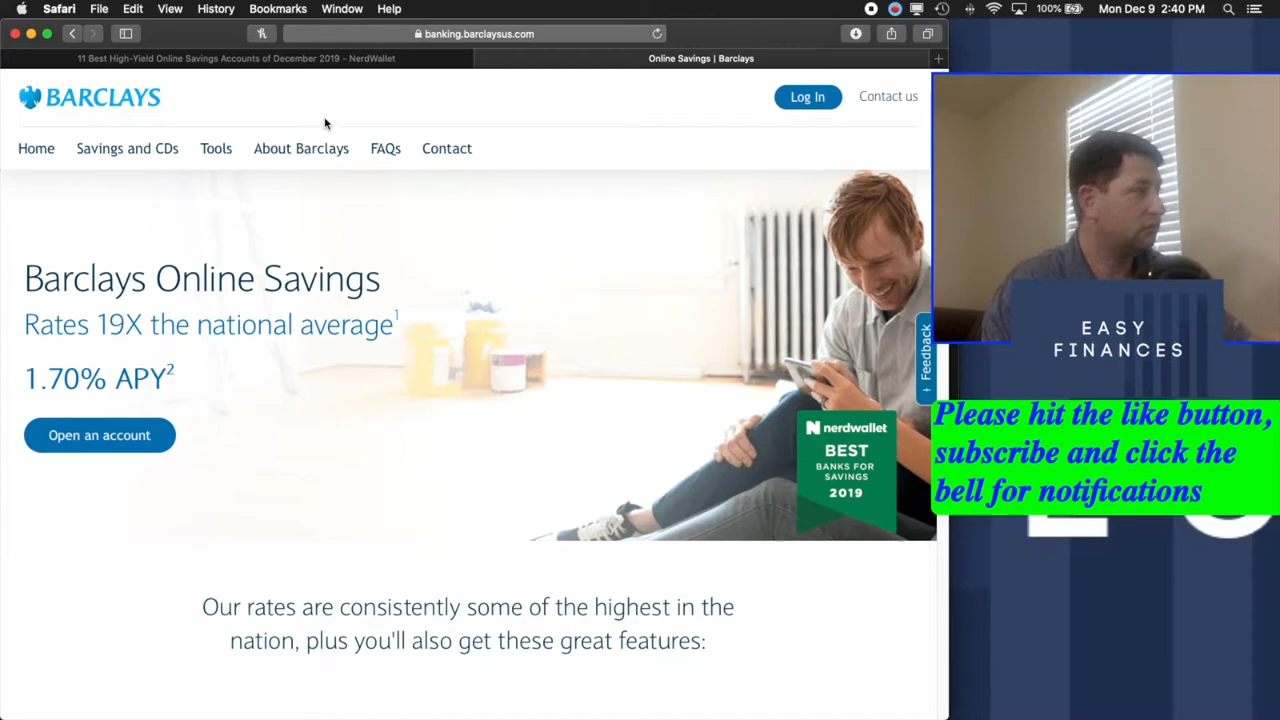 Safari File Edit View History Bookmarks Window Help
100% Mon Dec 9 2:40 PM
banking.barclaysus.com
11 Best High-Yield Online Savings Accounts of December 2019 - NerdWallet
Online Savings | Barclays
BARCLAYS
Log In
Contact us
Home Savings and CDs Tools About Barclays FAQs Contact
Barclays Online Savings
Rates 19X the national average1
1.70% APY2
Open an account
Feedback
nerdwallet
BEST
BANKS FOR
SAVINGS
2019
Our rates are consistently some of the highest in the
nation, plus you'll also get these great features:
EASY
FINANCES
Please hit the like button,
subscribe and click the
bell for notifications